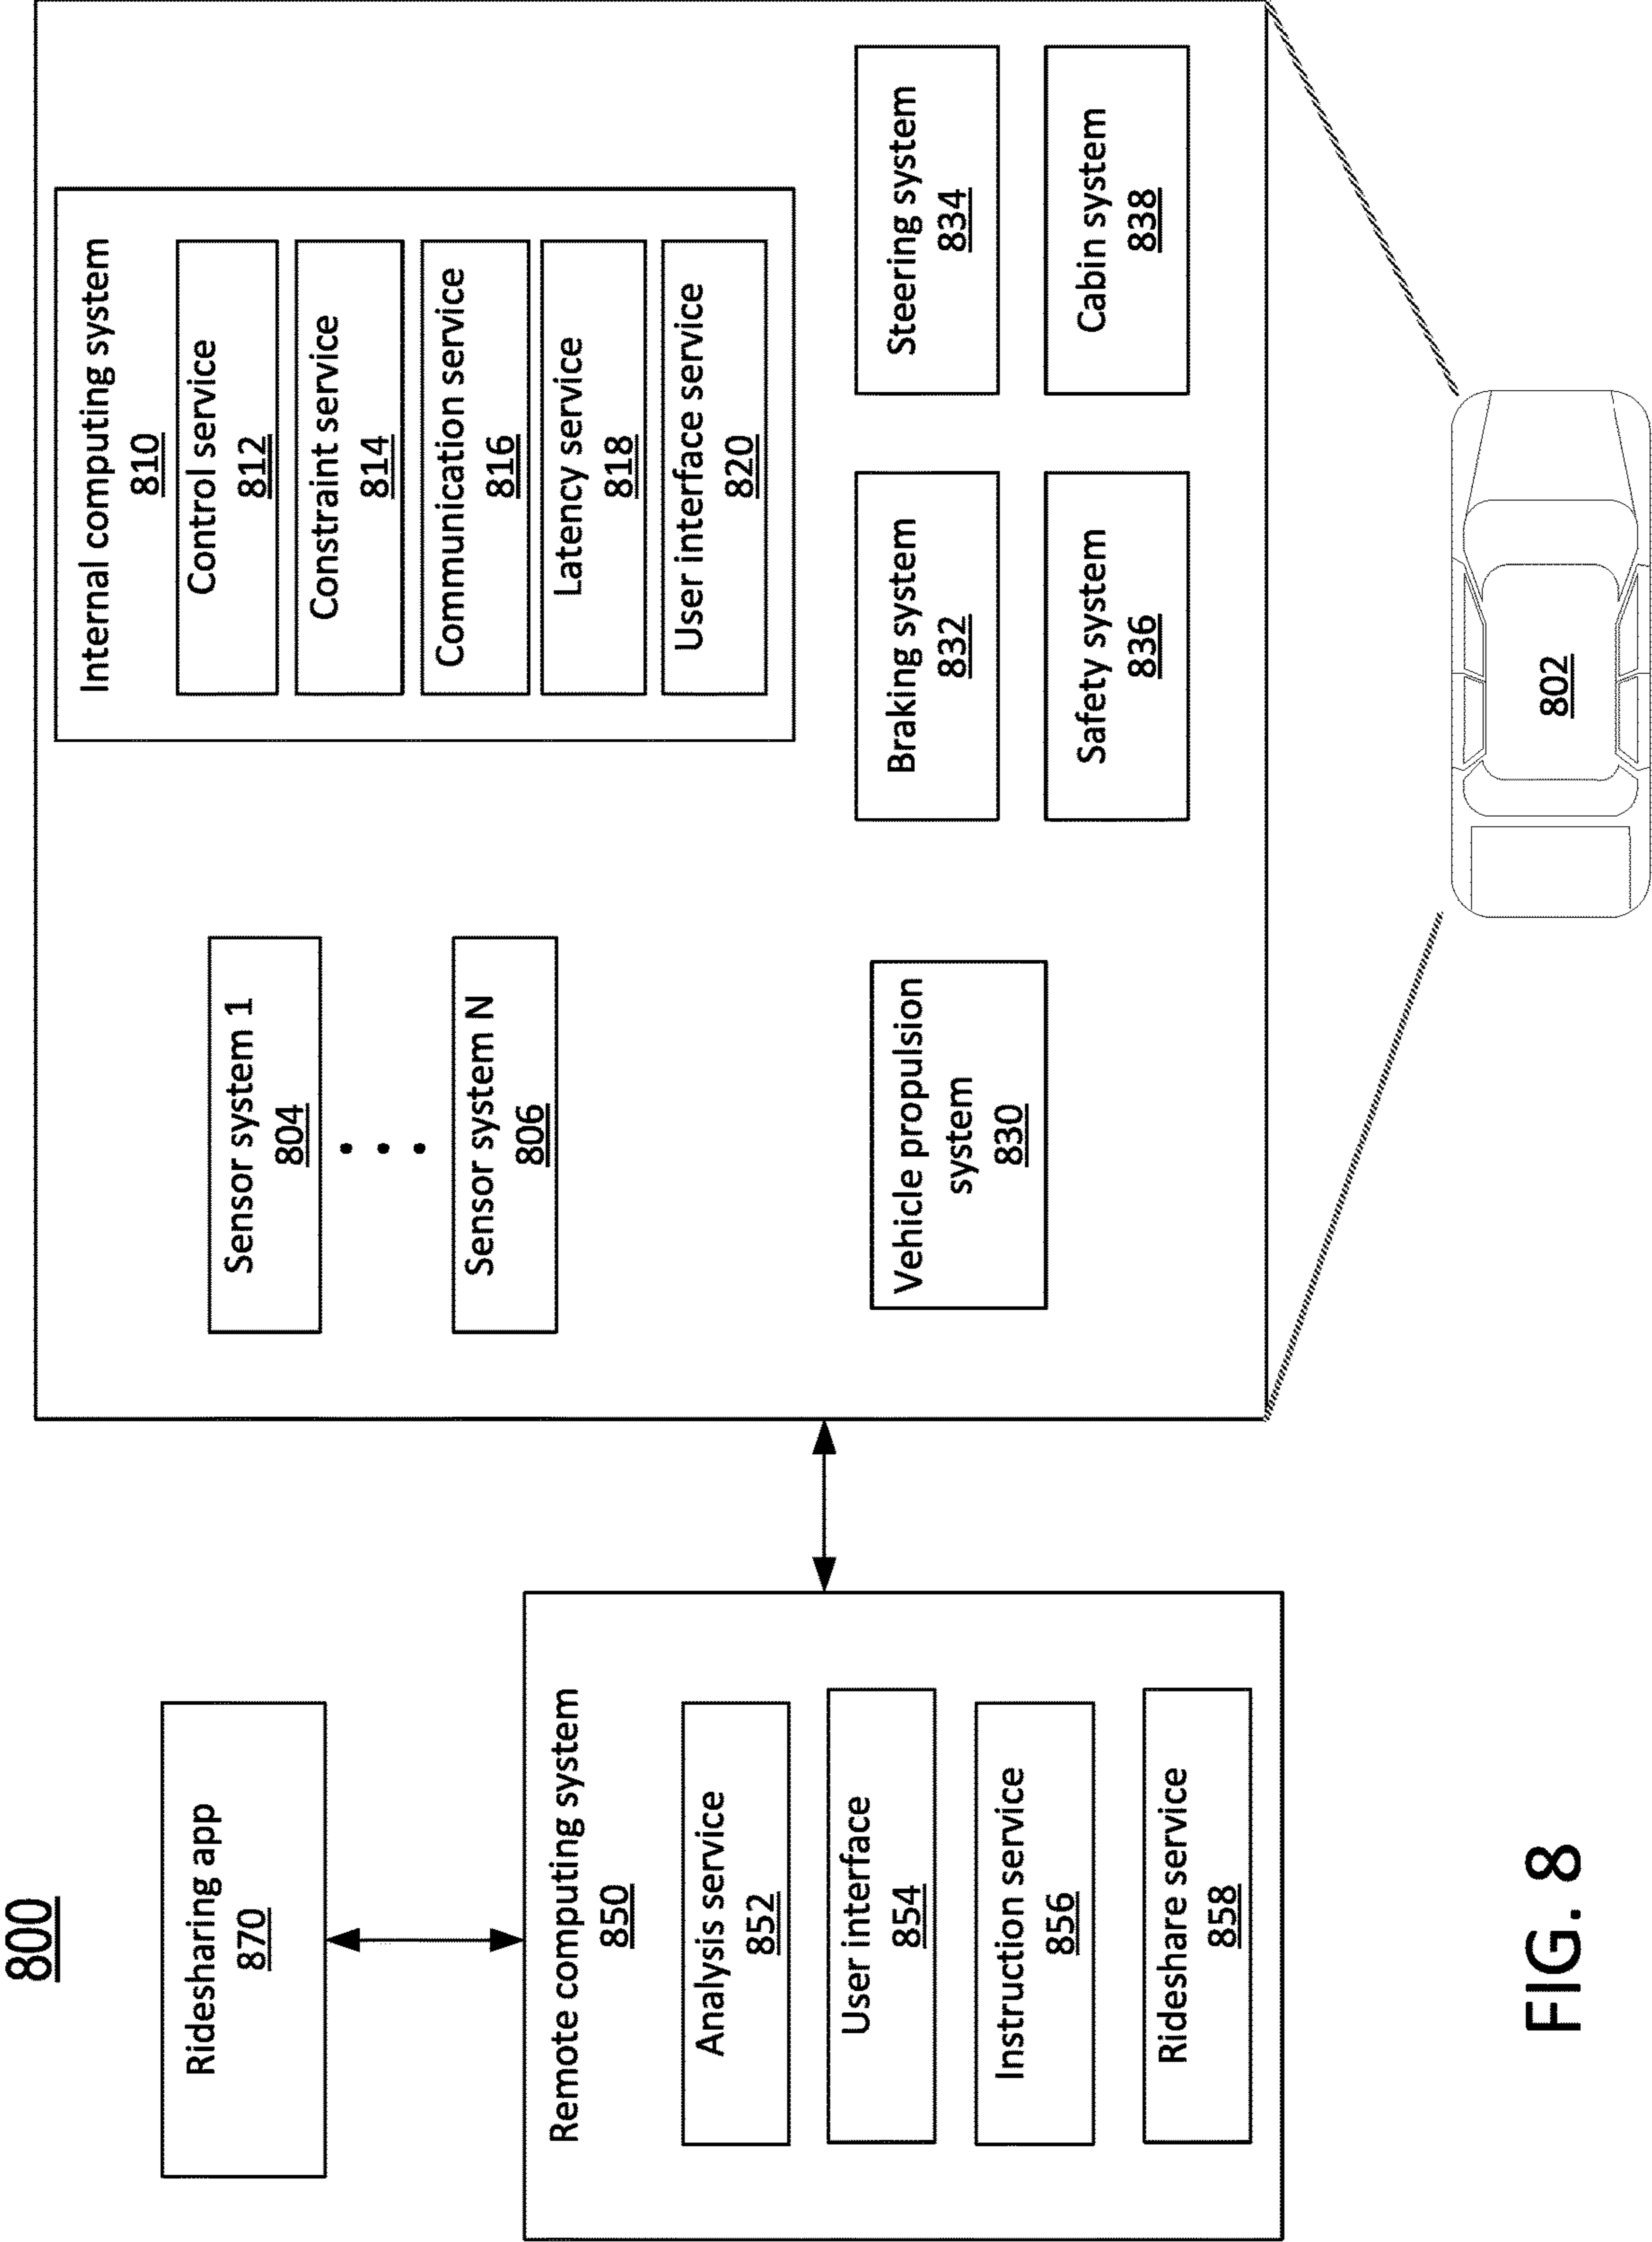 800
Ridesharing app
870
Remote computing system
850
Analysis service
852
User interface
854
Instruction service
856
Rideshare service
858
Sensor system 1
804
Sensor system N
806
Internal computing system
810
Control service
812
Constraint service
814
Communication service
816
Latency service
818
User interface service
820
Vehicle propulsion
system
830
Braking system
832
Steering system
834
Safety system
836
Cabin system
838
802
FIG. 8